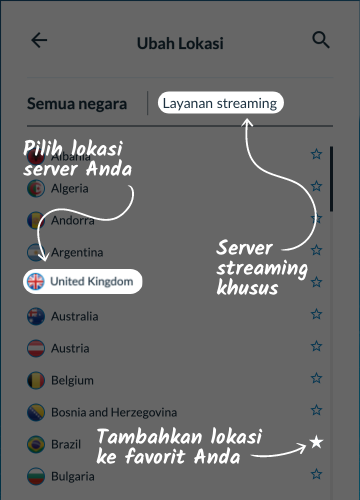 Ubah Lokasi
Semua negara
Layanan streaming
Pilih lokasi
server Anda
Albania
Algeria
Andorra
Argentina
Server
streaming
khusus
United Kingdom
Australia
Austria
Belgium
Bosnia and Herzegovina
Tambahkan lokasi
ke favorit Anda
Brazil
Bulgaria